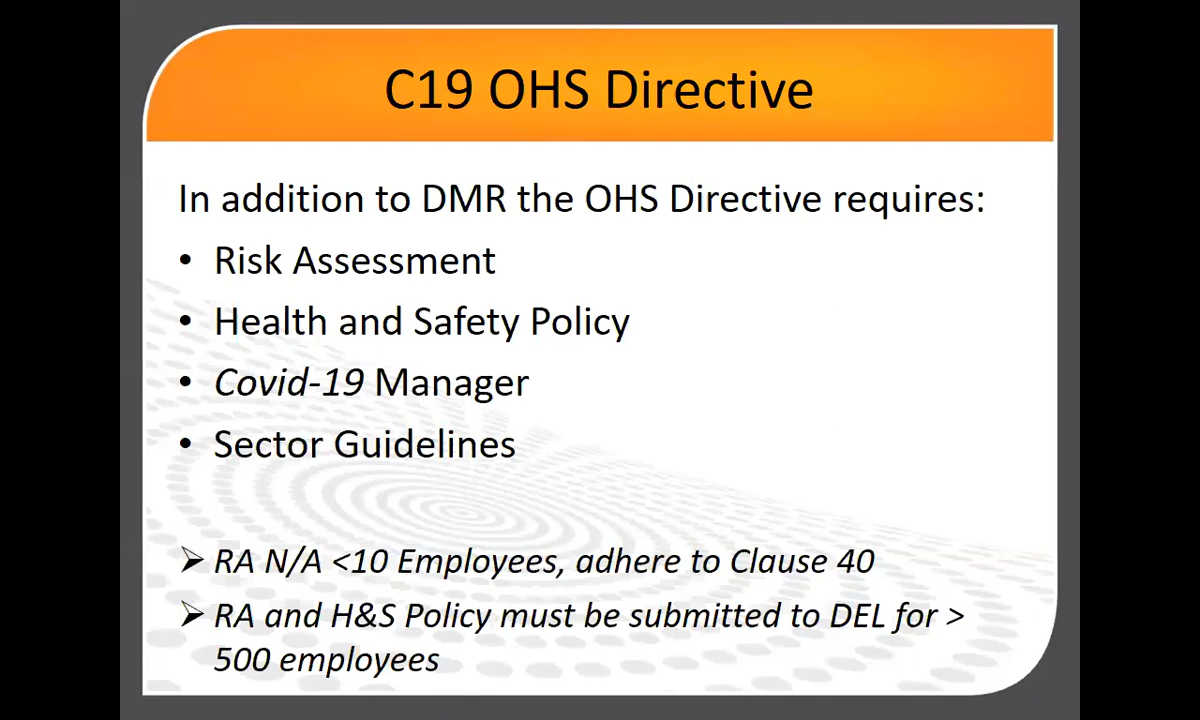 C19 OHS Directive
In addition to DMR the OHS Directive requires:
• Risk Assessment
• Health and Safety Policy
• Covid-19 Manager
• Sector Guidelines
➢ RA N/A <10 Employees, adhere to Clause 40
➢ RA and H&S Policy must be submitted to DEL for >
500 employees